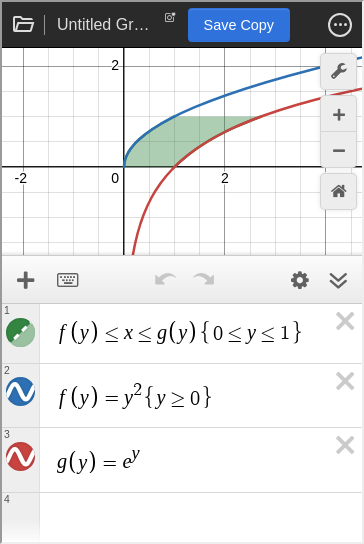 Untitled Gr...
Save Copy
2
-2
0
2
1
f(y) ≤ x ≤ g(y) {0 ≤ y ≤ 1}
2
f(y) = y² {y ≥ 0}
3
g(y) = eʸ
4